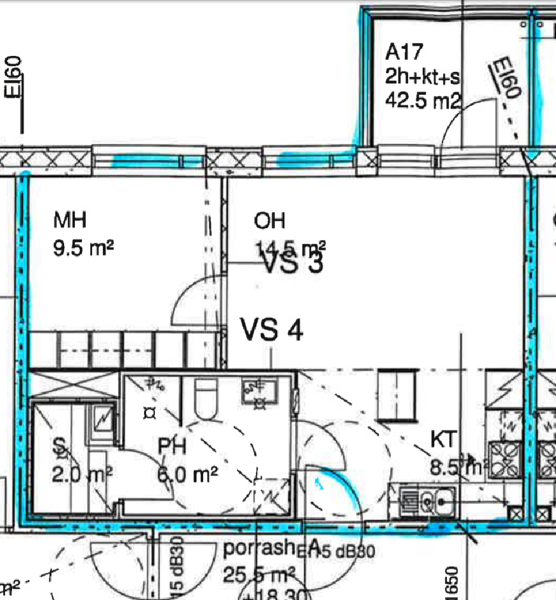 A17
2h+kt+s
42.5 m2
EI60
EI60
MH
9.5 m²
OH
14.5 m²
VS 3
VS 4
S
2.0 m²
PH
6.0 m²
KT
8.5 m²
porrashEA5 dB30
25.5 m²
+18.30
15 dB30
1650
m²